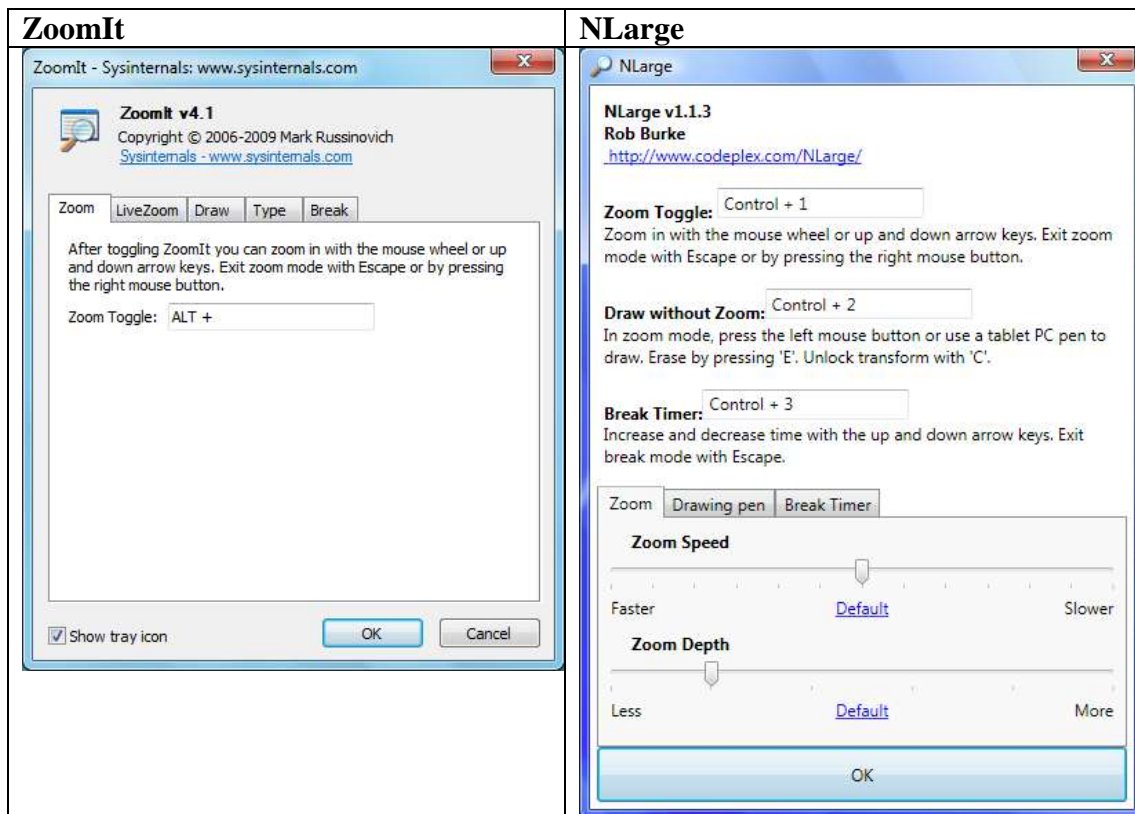 ZoomIt
ZoomIt - Sysinternals: www.sysinternals.com
ZoomIt v4.1
Copyright © 2006-2009 Mark Russinovich
Sysinternals - www.sysinternals.com
Zoom LiveZoom Draw Type Break
After toggling ZoomIt you can zoom in with the mouse wheel or up
and down arrow keys. Exit zoom mode with Escape or by pressing
the right mouse button.
Zoom Toggle: ALT +
Show tray icon OK Cancel
NLarge
NLarge
NLarge v1.1.3
Rob Burke
http://www.codeplex.com/NLarge/
Zoom Toggle: Control + 1
Zoom in with the mouse wheel or up and down arrow keys. Exit zoom
mode with Escape or by pressing the right mouse button.
Draw without Zoom: Control + 2
In zoom mode, press the left mouse button or use a tablet PC pen to
draw. Erase by pressing 'E'. Unlock transform with 'C'.
Break Timer: Control + 3
Increase and decrease time with the up and down arrow keys. Exit
break mode with Escape.
Zoom Drawing pen Break Timer
Zoom Speed
Faster Default Slower
Zoom Depth
Less Default More
OK